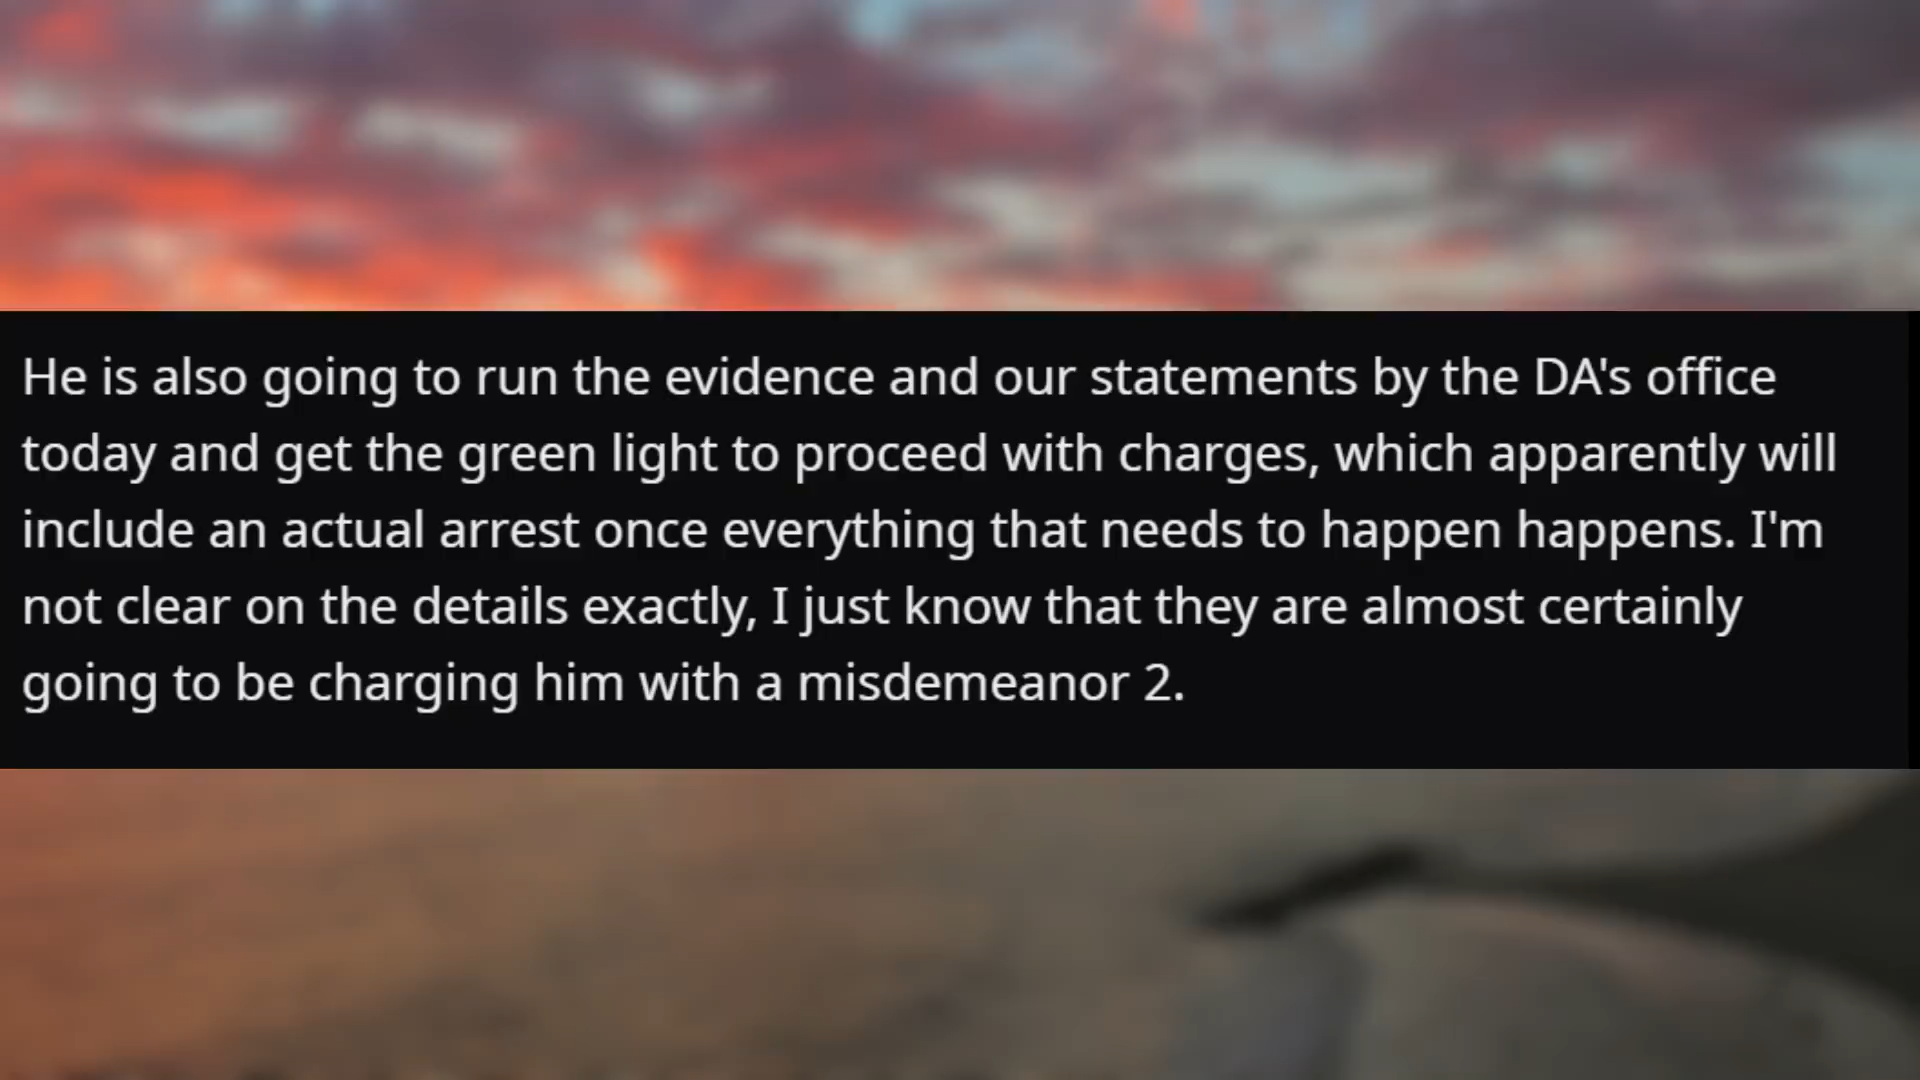 He is also going to run the evidence and our statements by the DA's office
today and get the green light to proceed with charges, which apparently will
include an actual arrest once everything that needs to happen happens. I'm
not clear on the details exactly, I just know that they are almost certainly
going to be charging him with a misdemeanor 2.